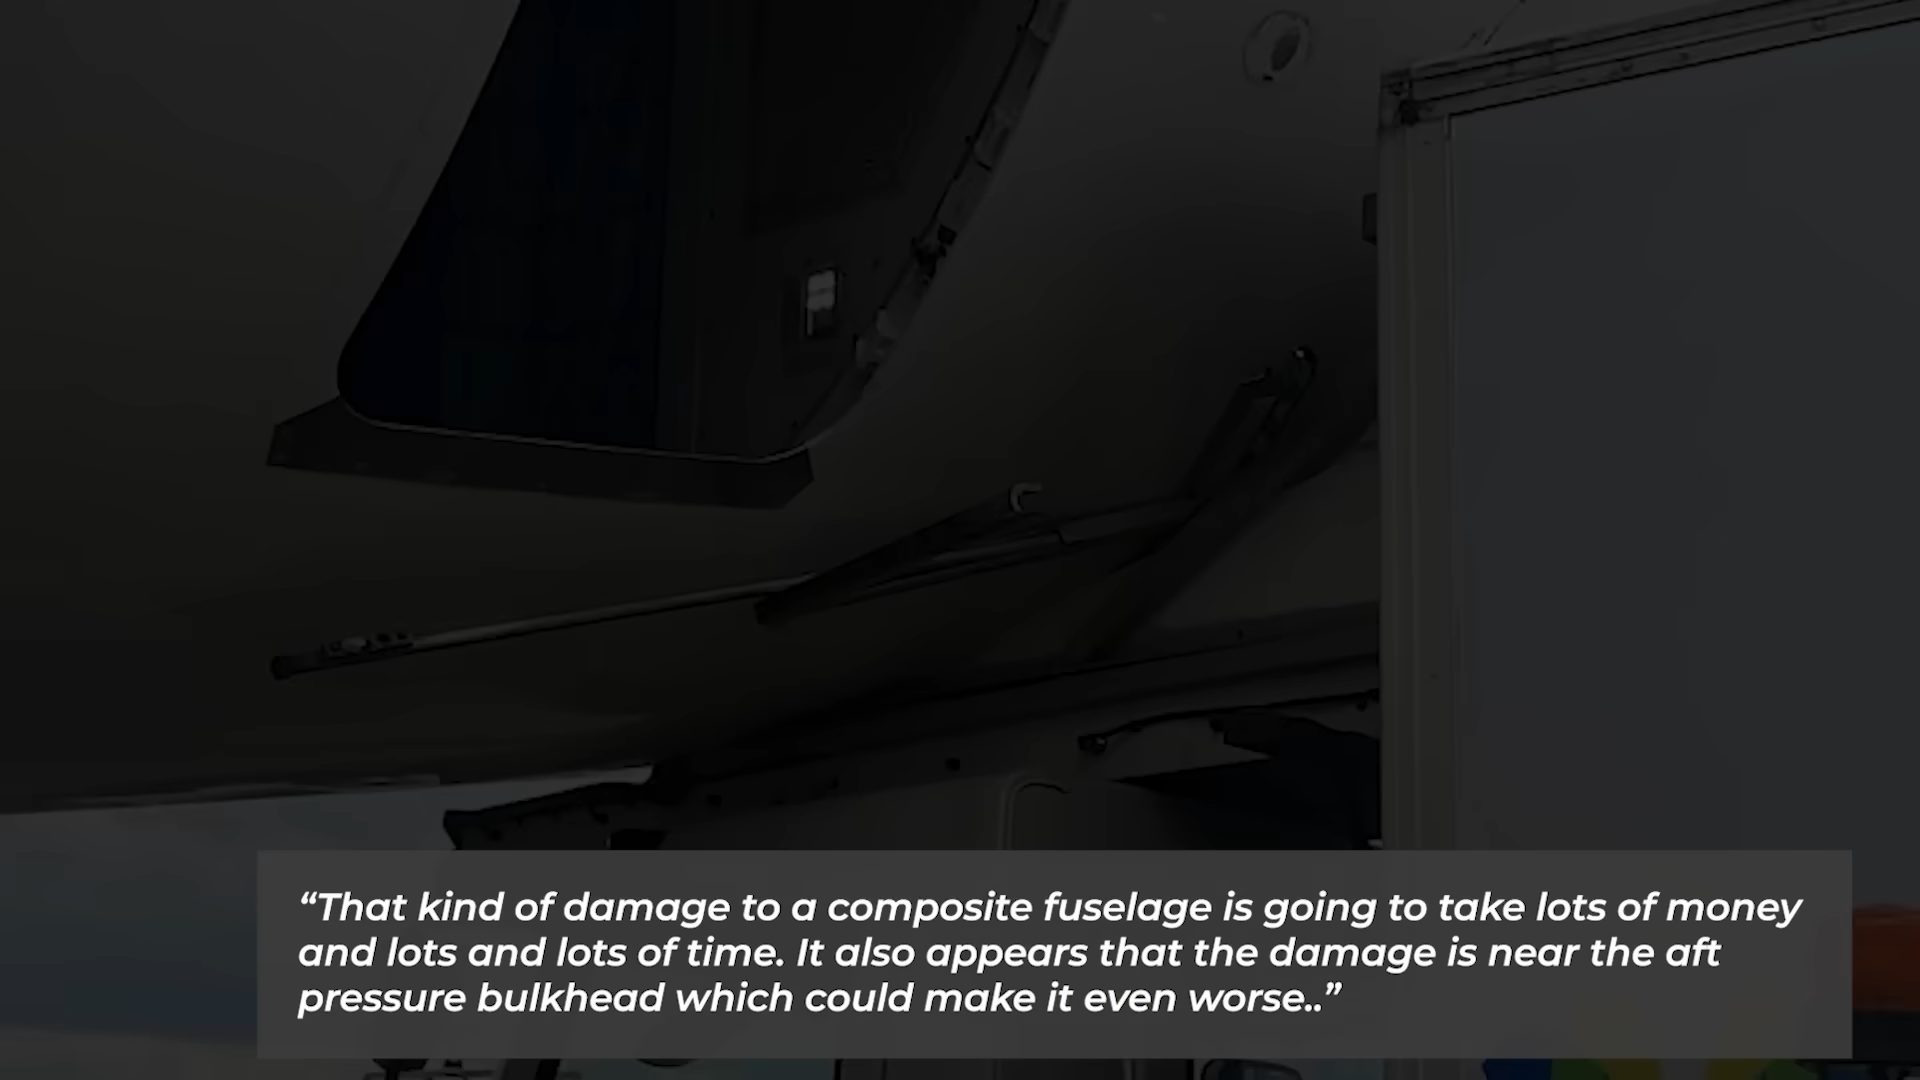 “That kind of damage to a composite fuselage is going to take lots of money
and lots and lots of time. It also appears that the damage is near the aft
pressure bulkhead which could make it even worse..”